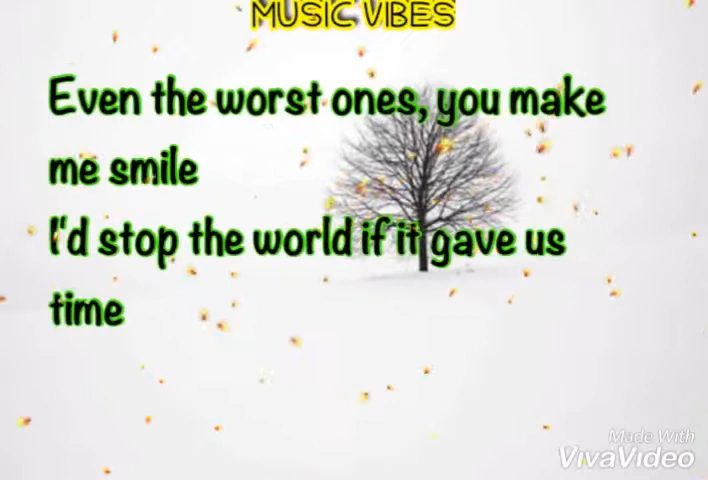 MUSIC VIBES
Even the worst ones, you make
me smile
I'd stop the world if it gave us
time
Made With
VivaVideo